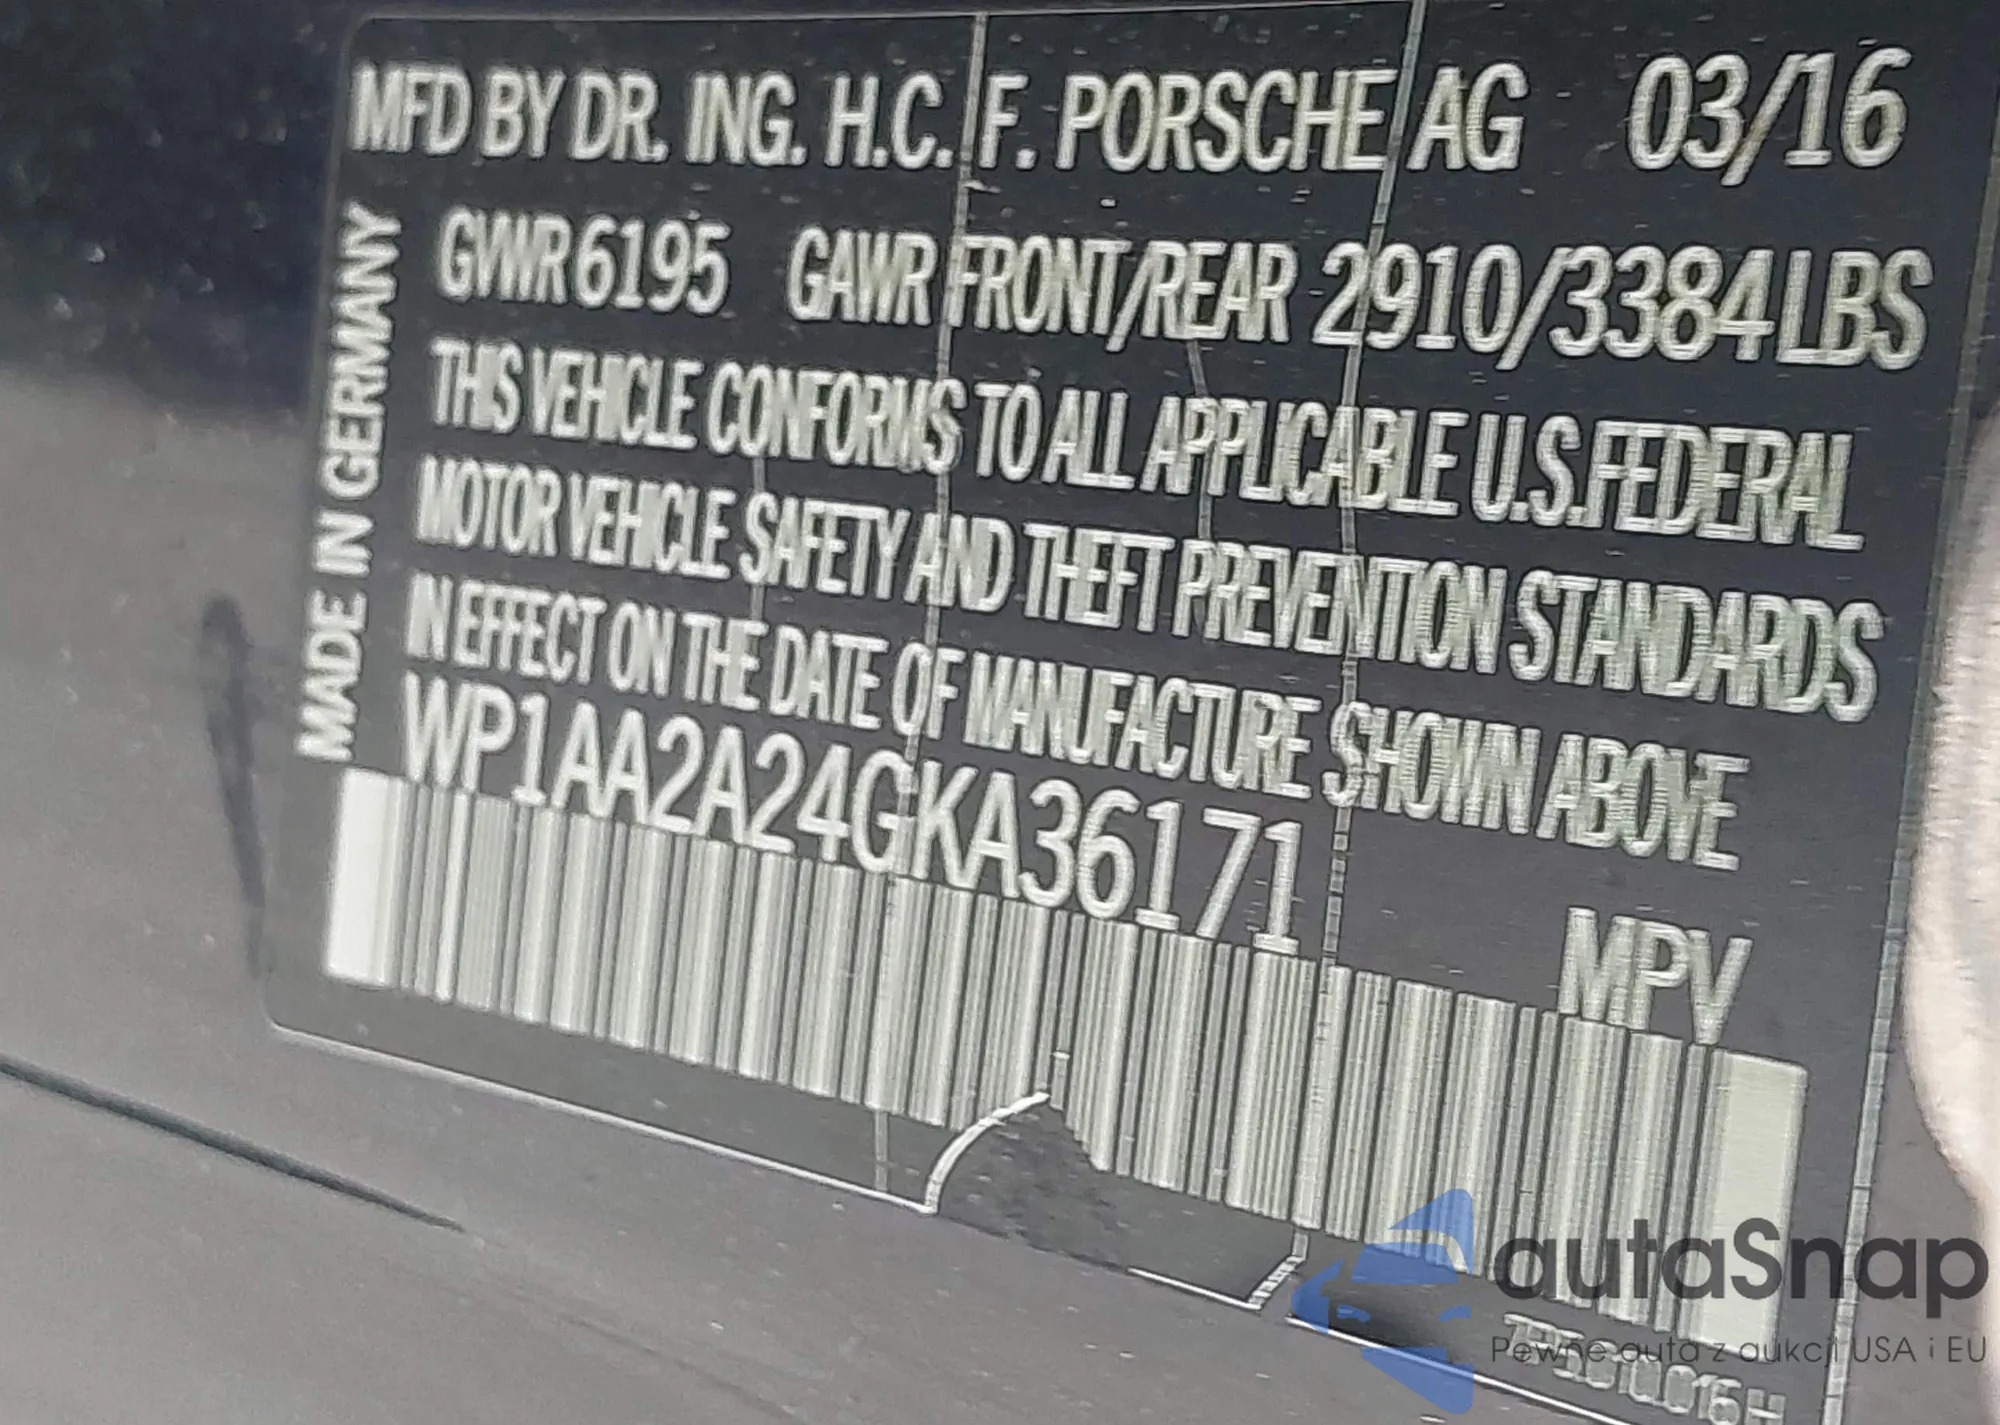 MFD BY DR. ING. H.C. F. PORSCHE AG 03/16
GVWR 6195 GAWR FRONT/REAR 2910/3384 LBS
THIS VEHICLE CONFORMS TO ALL APPLICABLE U.S. FEDERAL
MOTOR VEHICLE SAFETY AND THEFT PREVENTION STANDARDS
IN EFFECT ON THE DATE OF MANUFACTURE SHOWN ABOVE
WP1AA2A24GKA36171
MPV
MADE IN GERMANY
autaSnap
Pewne auta z aukcji USA i EU